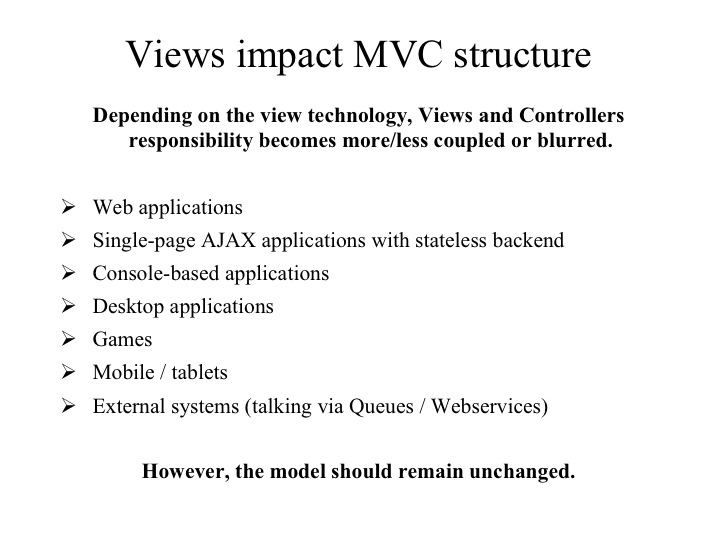 Views impact MVC structure
Depending on the view technology, Views and Controllers
responsibility becomes more/less coupled or blurred.
➢ Web applications
➢ Single-page AJAX applications with stateless backend
➢ Console-based applications
➢ Desktop applications
➢ Games
➢ Mobile / tablets
➢ External systems (talking via Queues / Webservices)
However, the model should remain unchanged.